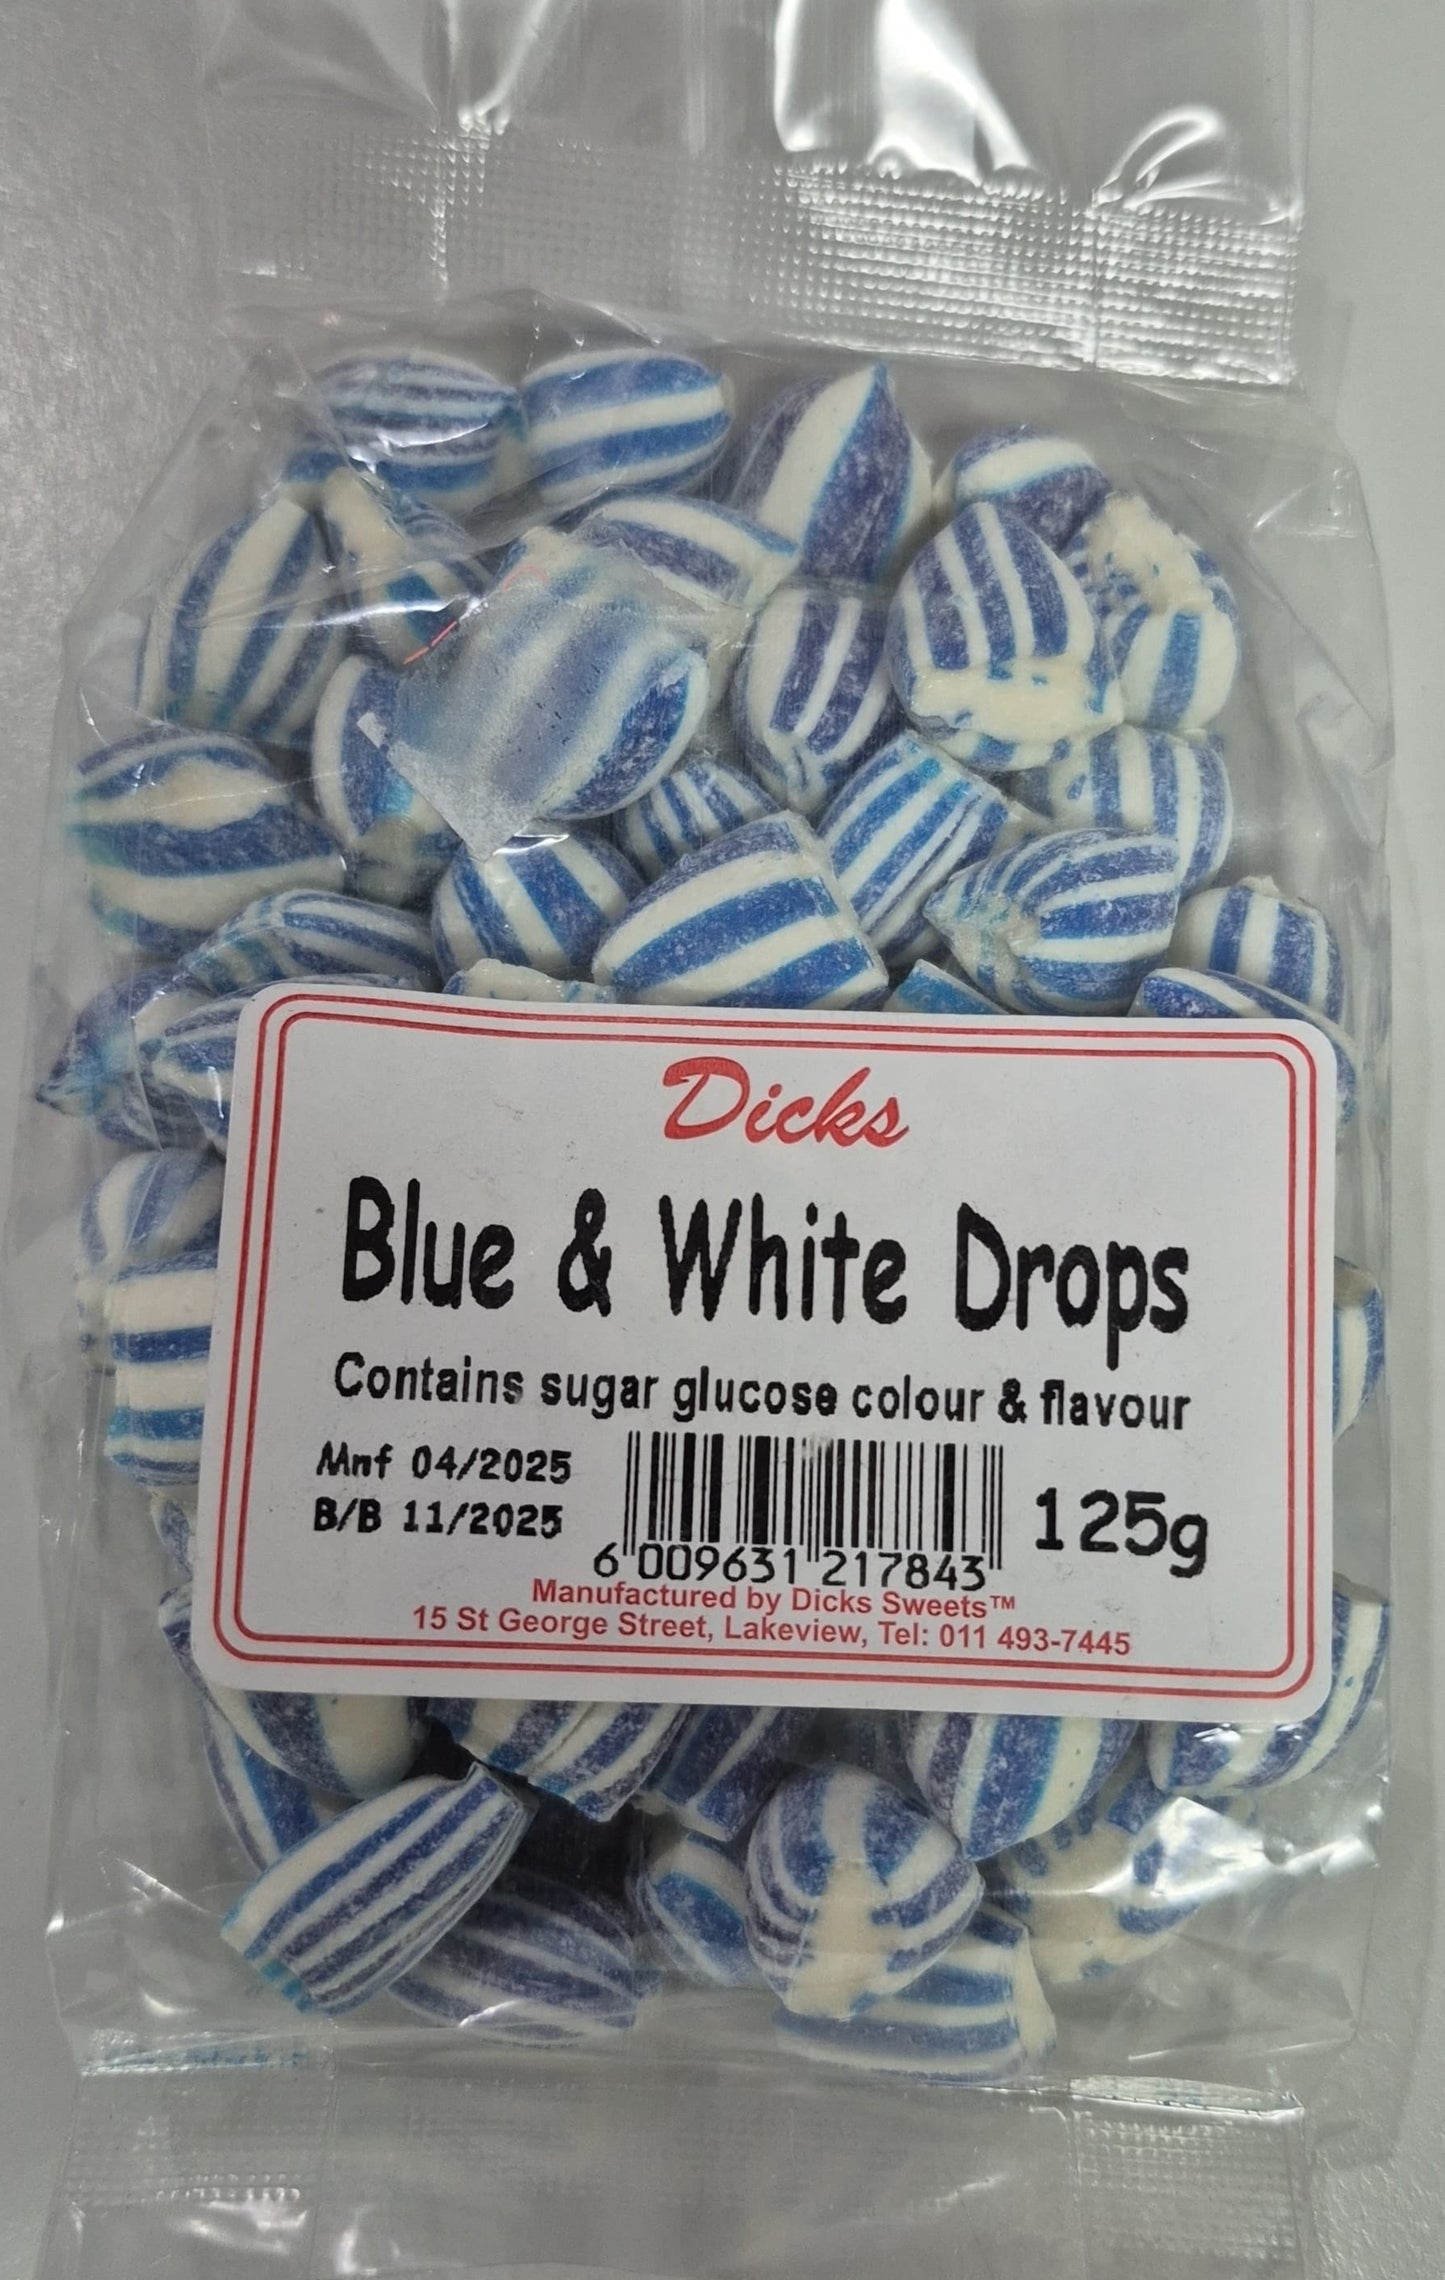 Dicks
Blue & White Drops
Contains sugar glucose colour & flavour
Mnf 04/2025
B/B 11/2025
6 009631 217843
125g
Manufactured by Dicks Sweets™
15 St George Street, Lakeview, Tel: 011 493-7445